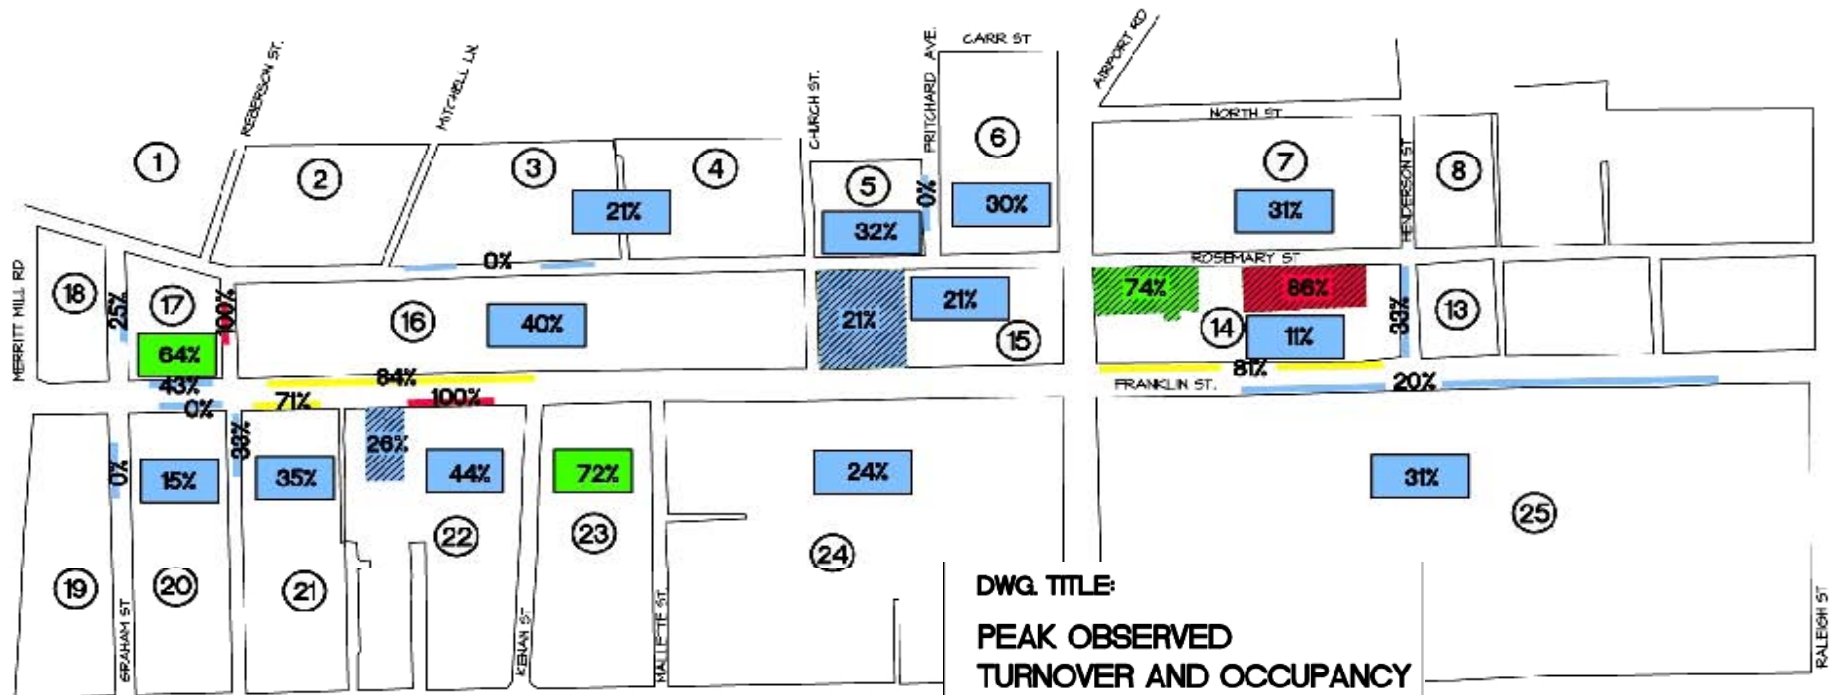 CARR ST
AIRPORT RD
REBERSON ST.
MITCHELL LN.
CHURCH ST.
PRITCHARD AVE.
NORTH ST
HENDERSON ST
1
2
3
4
5
6
7
8
21%
32%
0%
30%
31%
0%
ROSEMARY ST
MERRITT MILL RD
18
25%
17
100%
64%
16
40%
21%
21%
15
74%
86%
14
11%
33%
13
43%
84%
81%
0%
71%
100%
FRANKLIN ST.
20%
33%
26%
0%
15%
35%
44%
72%
24%
31%
19
20
21
22
23
24
25
GRAHAM ST
KENAN ST
MALLETTE ST.
RALEIGH ST
DWG. TITLE:
PEAK OBSERVED
TURNOVER AND OCCUPANCY